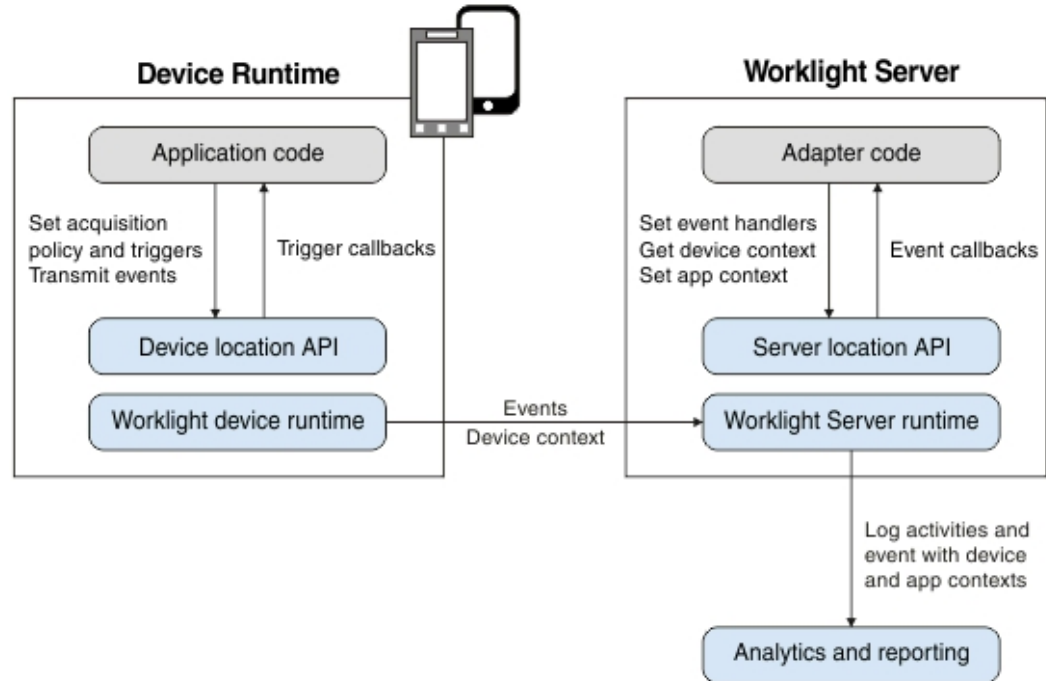 Device Runtime
Application code
Set acquisition
policy and triggers
Transmit events
Trigger callbacks
Device location API
Worklight device runtime
Events
Device context
Worklight Server
Adapter code
Set event handlers
Get device context
Set app context
Event callbacks
Server location API
Worklight Server runtime
Log activities and
event with device
and app contexts
Analytics and reporting